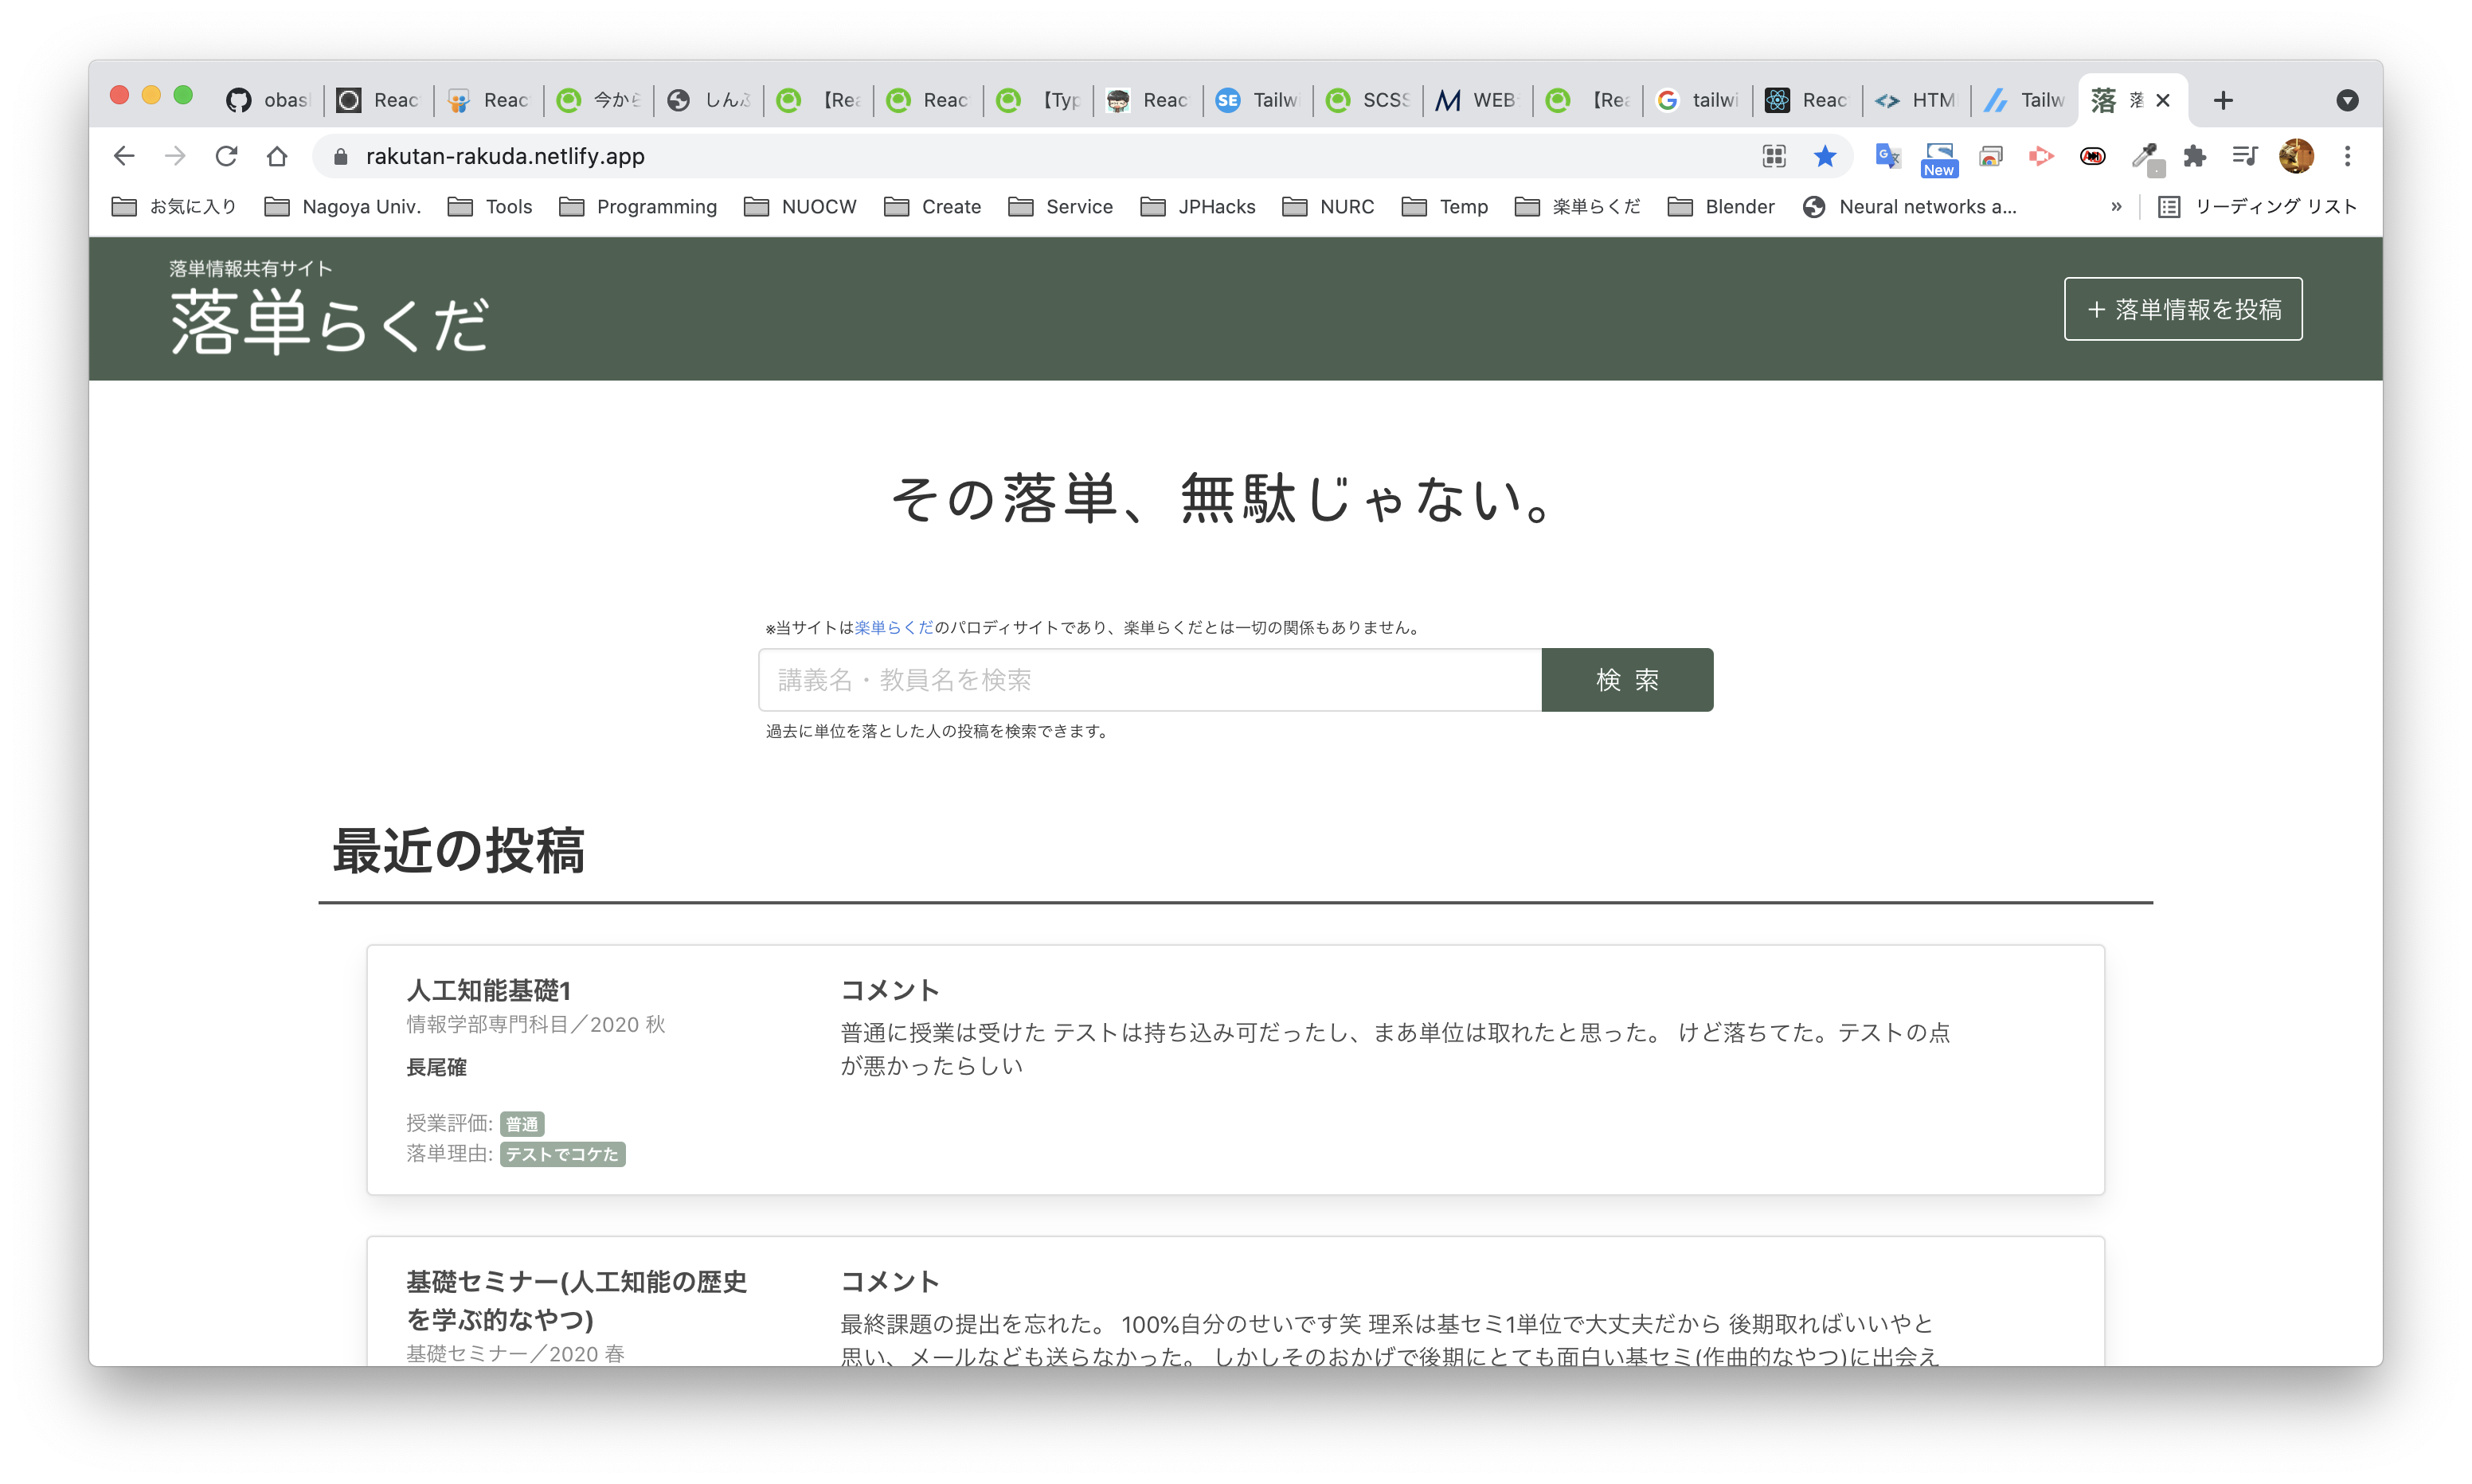 obas
Reac
Reac
今から
しんぷ
【Rea
Reac
【Typ
Reac
SE
Tailw
SCSS
WEB
【Rea
tailwi
Reac
HTM
Tailw
落 落
rakutan-rakuda.netlify.app
New
お気に入り
Nagoya Univ.
Tools
Programming
NUOCW
Create
Service
JPHacks
NURC
Temp
楽単らくだ
Blender
Neural networks a...
»
リーディング リスト
落単情報共有サイト
落単らくだ
+ 落単情報を投稿
その落単、無駄じゃない。
※当サイトは楽単らくだのパロディサイトであり、楽単らくだとは一切の関係もありません。
講義名・教員名を検索
検 索
過去に単位を落とした人の投稿を検索できます。
最近の投稿
人工知能基礎1
情報学部専門科目／2020 秋
長尾確
授業評価: 普通
落単理由: テストでコケた
コメント
普通に授業は受けた テストは持ち込み可だったし、まあ単位は取れたと思った。 けど落ちてた。テストの点
が悪かったらしい
基礎セミナー(人工知能の歴史
を学ぶ的なやつ)
基礎セミナー／2020 春
コメント
最終課題の提出を忘れた。 100%自分のせいです笑 理系は基セミ1単位で大丈夫だから 後期取ればいいやと
思い、メールなども送らなかった。 しかしそのおかげで後期にとても面白い基セミ(作曲的なやつ)に出会え